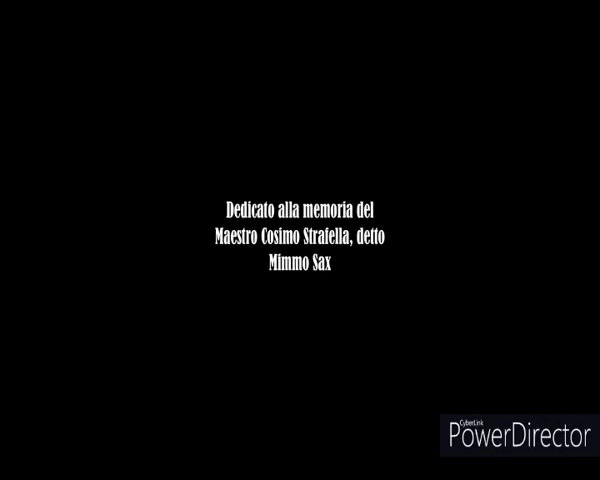 Dedicato alla memoria del
Maestro Cosimo Strafella, detto
Mimmo Sax
CyberLink
PowerDirector